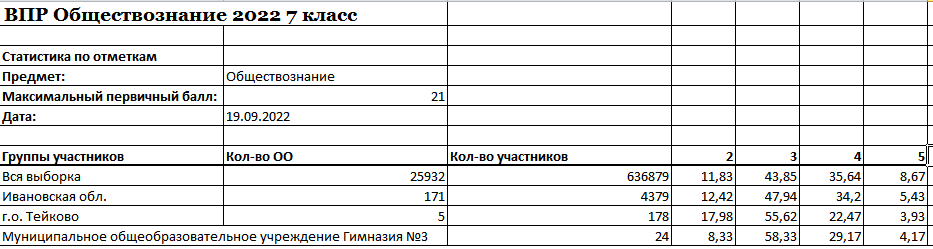 ВПР Обществознание 2022 7 класс
Статистика по отметкам
Предмет: Обществознание
Максимальный первичный балл: 21
Дата: 19.09.2022
Группы участников Кол-во ОО Кол-во участников 2 3 4 5
Вся выборка 25932 636879 11,83 43,85 35,64 8,67
Ивановская обл. 171 4379 12,42 47,94 34,2 5,43
г.о. Тейково 5 178 17,98 55,62 22,47 3,93
Муниципальное общеобразовательное учреждение Гимназия №3 24 8,33 58,33 29,17 4,17